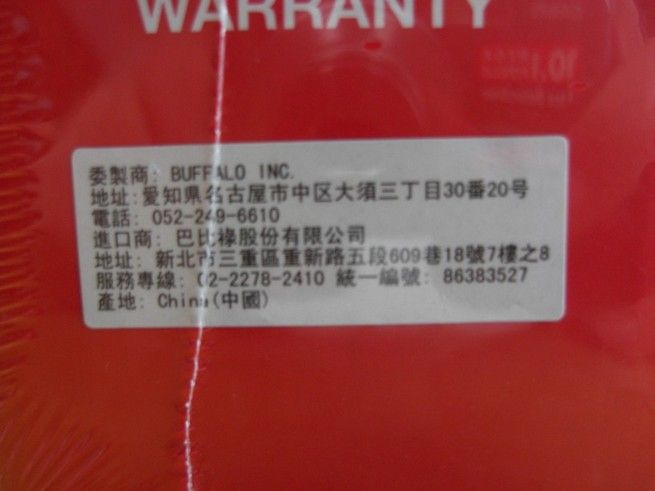 WARRANTY
委製商: BUFFALO INC.
地址:愛知県名古屋市中区大須三丁目30番20号
電話: 052-249-6610
進口商: 巴比祿股份有限公司
地址: 新北市三重區重新路五段609巷18號7樓之8
服務專線: 02-2278-2410 統一編號: 86383527
產地: China(中國)